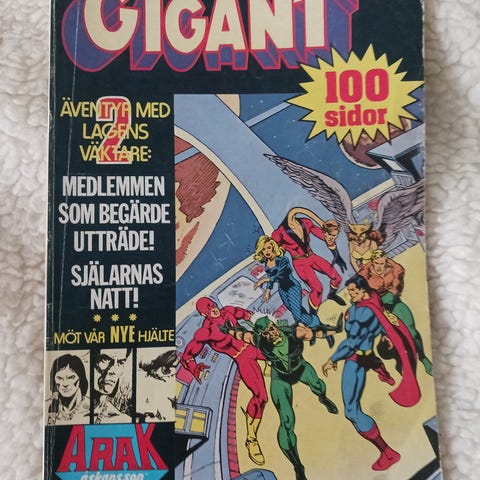 GIGANT
100
sidor
2
ÄVENTYR MED
LAGENS
VÄKTARE:
MEDLEMMEN
SOM BEGÄRDE
UTTRÄDE!
SJÄLARNAS
NATT!
MÖT VÅR NYE HJÄLTE
ARAK
åskansson